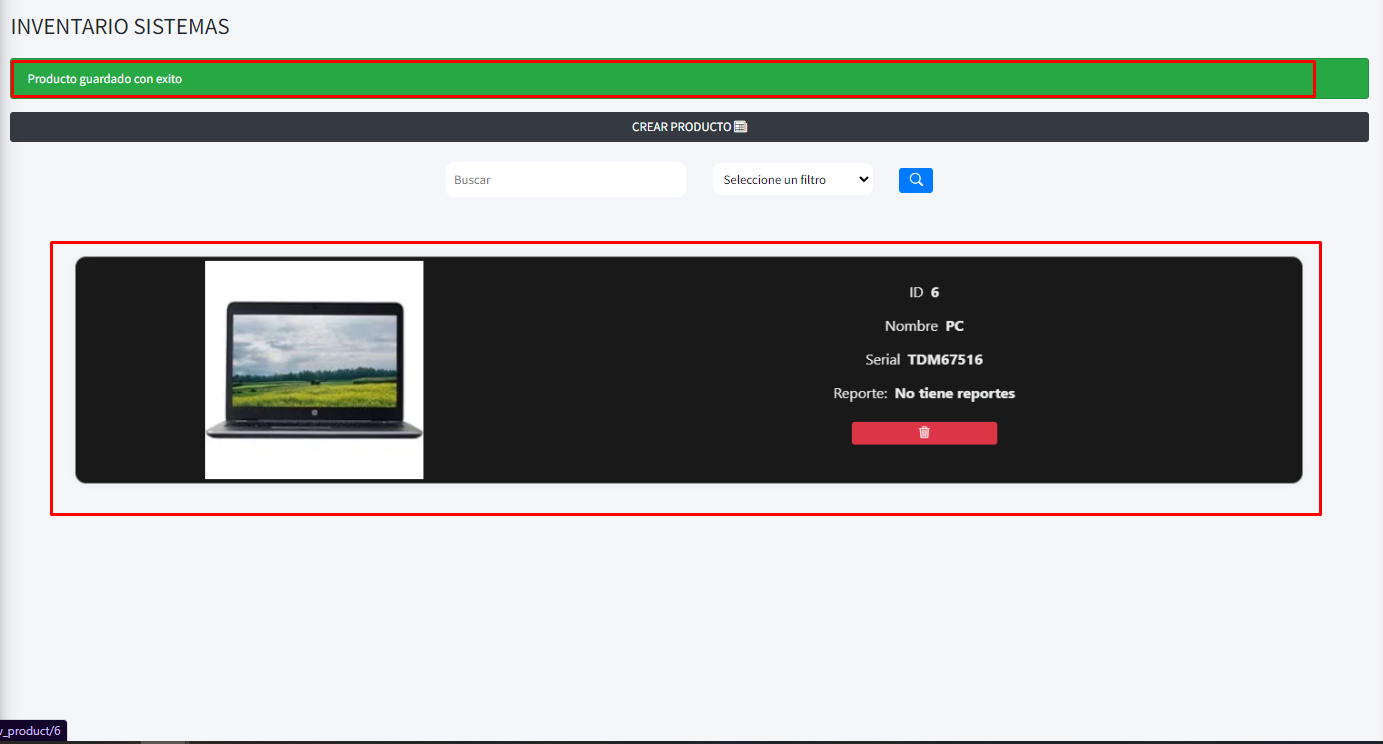 INVENTARIO SISTEMAS
Producto guardado con exito
CREAR PRODUCTO
Buscar
Seleccione un filtro
ID 6
Nombre PC
Serial TDM67516
Reporte: No tiene reportes
_product/6